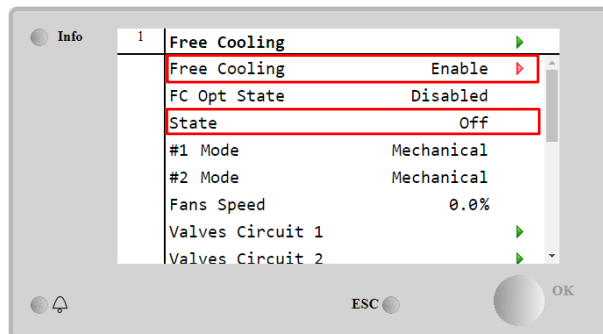 Info
1 Free Cooling
Free Cooling Enable
FC Opt State Disabled
State Off
#1 Mode Mechanical
#2 Mode Mechanical
Fans Speed 0.0%
Valves Circuit 1
Valves Circuit 2
ESC
OK